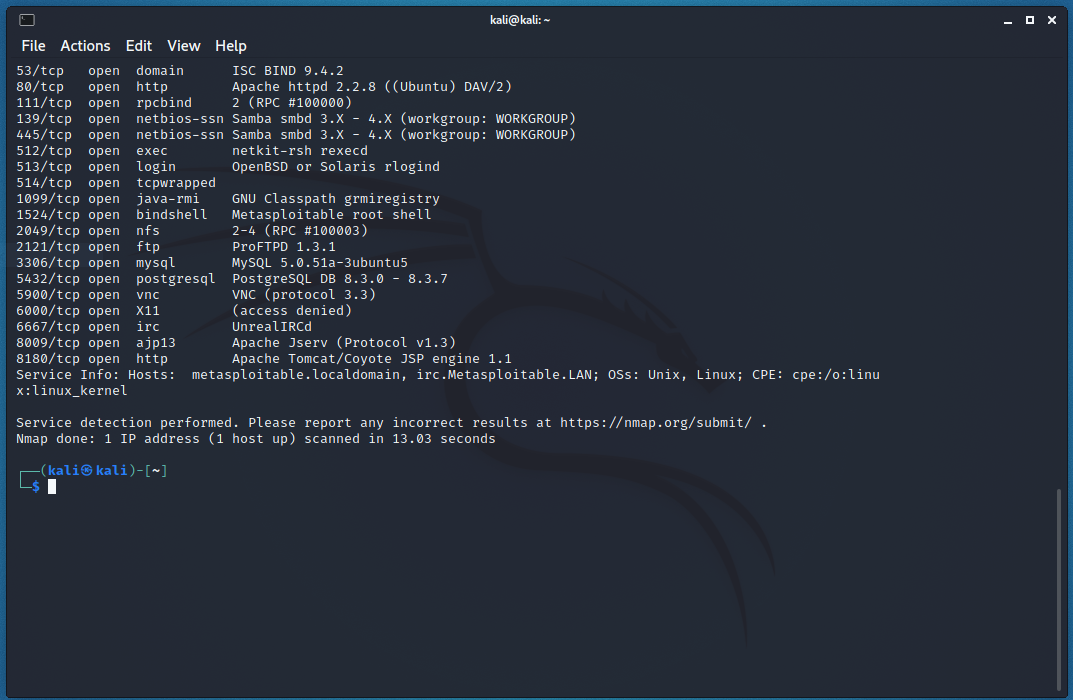 kali@kali: ~
File Actions Edit View Help
53/tcp   open  domain      ISC BIND 9.4.2
80/tcp   open  http        Apache httpd 2.2.8 ((Ubuntu) DAV/2)
111/tcp  open  rpcbind     2 (RPC #100000)
139/tcp  open  netbios-ssn Samba smbd 3.X - 4.X (workgroup: WORKGROUP)
445/tcp  open  netbios-ssn Samba smbd 3.X - 4.X (workgroup: WORKGROUP)
512/tcp  open  exec        netkit-rsh rexecd
513/tcp  open  login       OpenBSD or Solaris rlogind
514/tcp  open  tcpwrapped
1099/tcp open  java-rmi    GNU Classpath grmiregistry
1524/tcp open  bindshell   Metasploitable root shell
2049/tcp open  nfs         2-4 (RPC #100003)
2121/tcp open  ftp         ProFTPD 1.3.1
3306/tcp open  mysql       MySQL 5.0.51a-3ubuntu5
5432/tcp open  postgresql  PostgreSQL DB 8.3.0 - 8.3.7
5900/tcp open  vnc         VNC (protocol 3.3)
6000/tcp open  X11         (access denied)
6667/tcp open  irc         UnrealIRCd
8009/tcp open  ajp13       Apache Jserv (Protocol v1.3)
8180/tcp open  http        Apache Tomcat/Coyote JSP engine 1.1
Service Info: Hosts:  metasploitable.localdomain, irc.Metasploitable.LAN; OSs: Unix, Linux; CPE: cpe:/o:linu
x:linux_kernel
Service detection performed. Please report any incorrect results at https://nmap.org/submit/ .
Nmap done: 1 IP address (1 host up) scanned in 13.03 seconds
┌──(kali㉿kali)-[~]
└─$